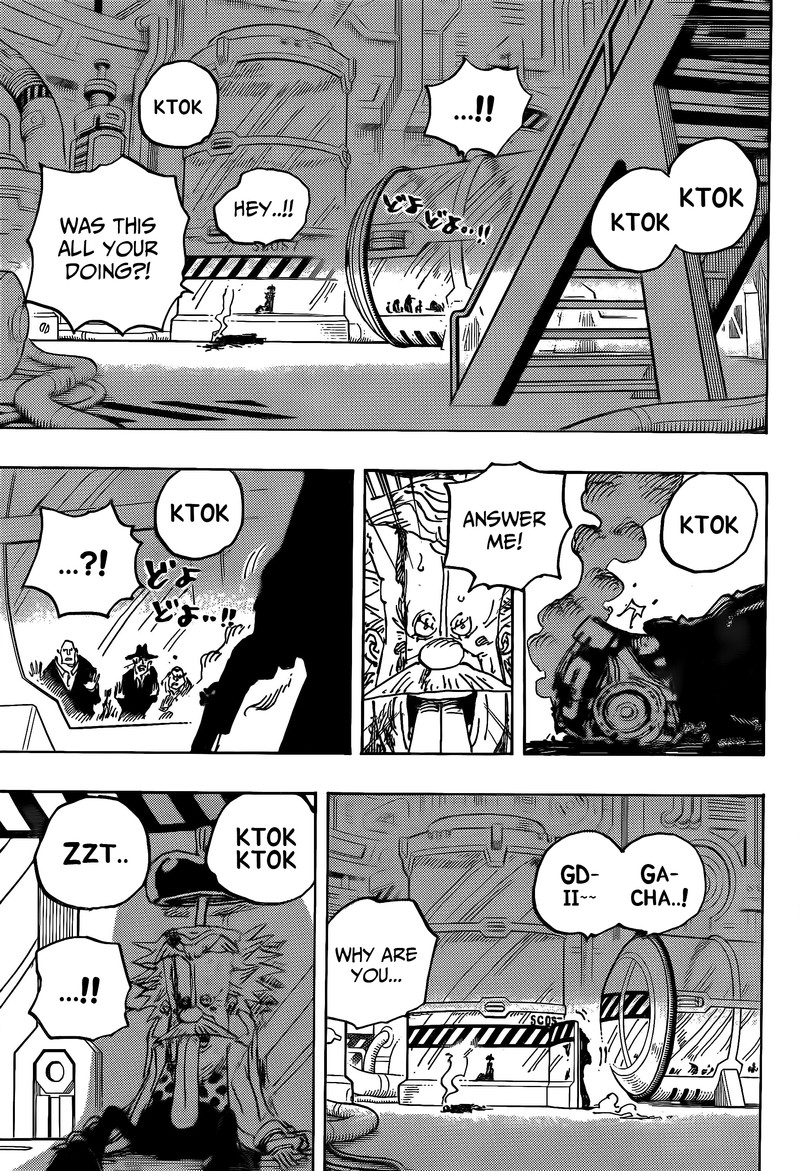 KTOK
...!!
KTOK
KTOK
HEY..!!
どよどよ..!!
WAS THIS
ALL YOUR
DOING?!
KTOK
...?!
どよ
どよ..!!
ANSWER
ME!
KTOK
ZZT..
KTOK
KTOK
...!!
GD-
II~~
GA-
CHA..!
WHY ARE
YOU...